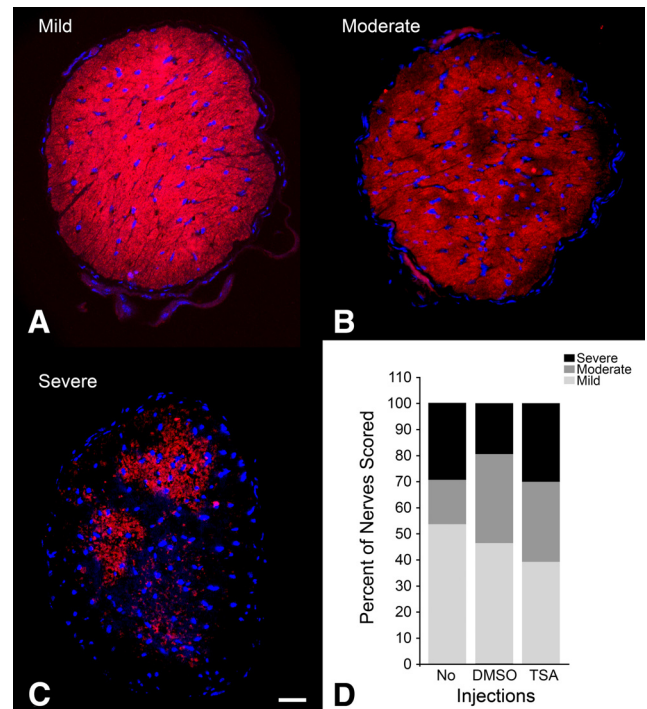 Mild
Moderate
A
B
Severe
C
Severe
Moderate
Mild
110
100
90
80
70
60
50
40
30
20
10
0
Percent of Nerves Scored
No DMSO TSA
Injections
D